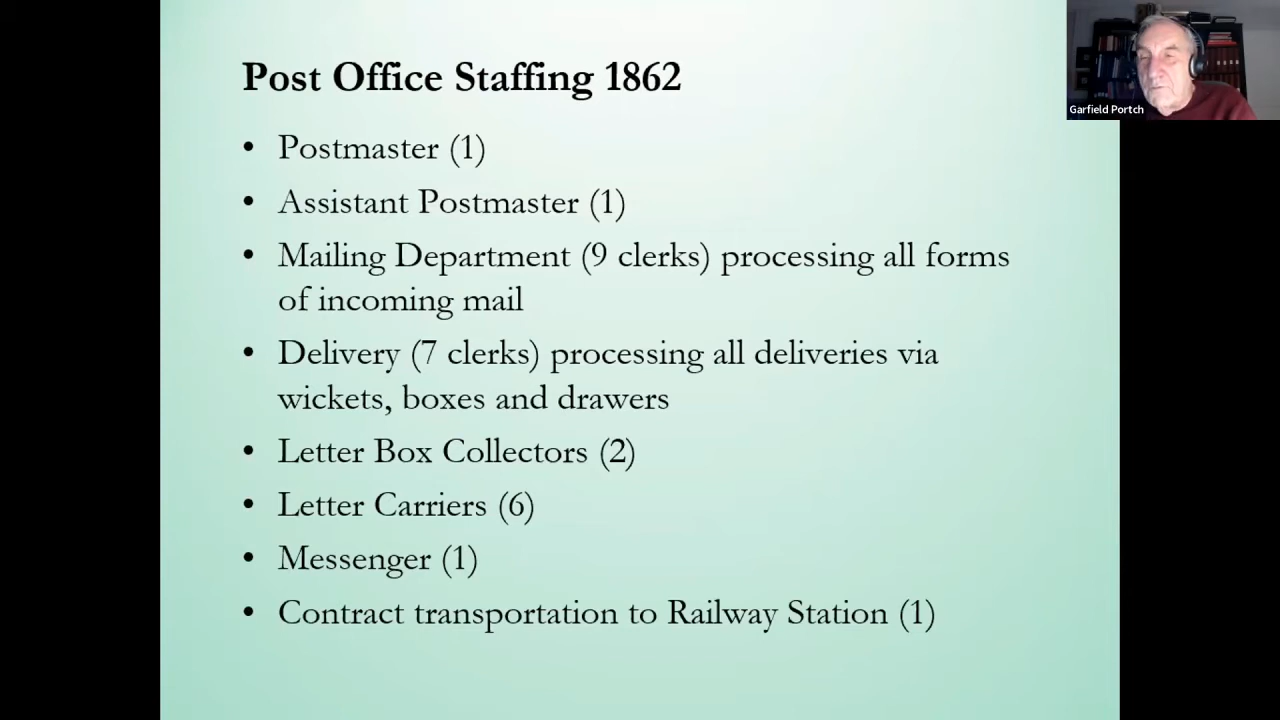 Post Office Staffing 1862
• Postmaster (1)
• Assistant Postmaster (1)
• Mailing Department (9 clerks) processing all forms
of incoming mail
• Delivery (7 clerks) processing all deliveries via
wickets, boxes and drawers
• Letter Box Collectors (2)
• Letter Carriers (6)
• Messenger (1)
• Contract transportation to Railway Station (1)
Garfield Portch